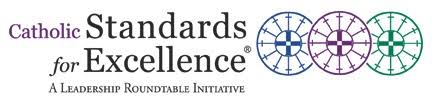 Catholic Standards
for Excellence®
A LEADERSHIP ROUNDTABLE INITIATIVE